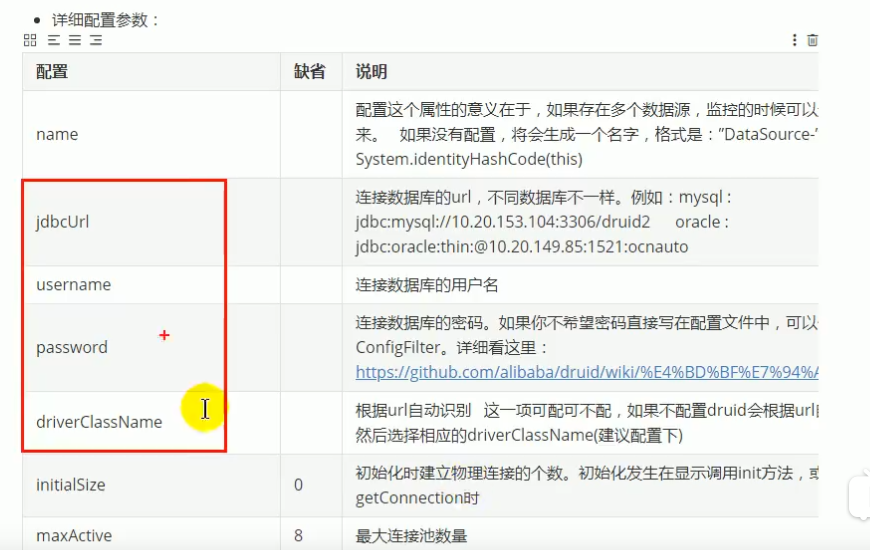 详细配置参数：
配置 缺省 说明
name
配置这个属性的意义在于，如果存在多个数据源，监控的时候可以
来。 如果没有配置，将会生成一个名字，格式是："DataSource-"
System.identityHashCode(this)
jdbcUrl
连接数据库的url，不同数据库不一样。例如：mysql :
jdbc:mysql://10.20.153.104:3306/druid2 oracle :
jdbc:oracle:thin:@10.20.149.85:1521:ocnauto
username 连接数据库的用户名
password
连接数据库的密码。如果你不希望密码直接写在配置文件中，可以
ConfigFilter。详细看这里：
https://github.com/alibaba/druid/wiki/%E4%BD%BF%E7%94%A
driverClassName
根据url自动识别 这一项可配可不配，如果不配置druid会根据url
然后选择相应的driverClassName(建议配置下)
initialSize 0
初始化时建立物理连接的个数。初始化发生在显示调用init方法，或
getConnection时
maxActive 8 最大连接池数量